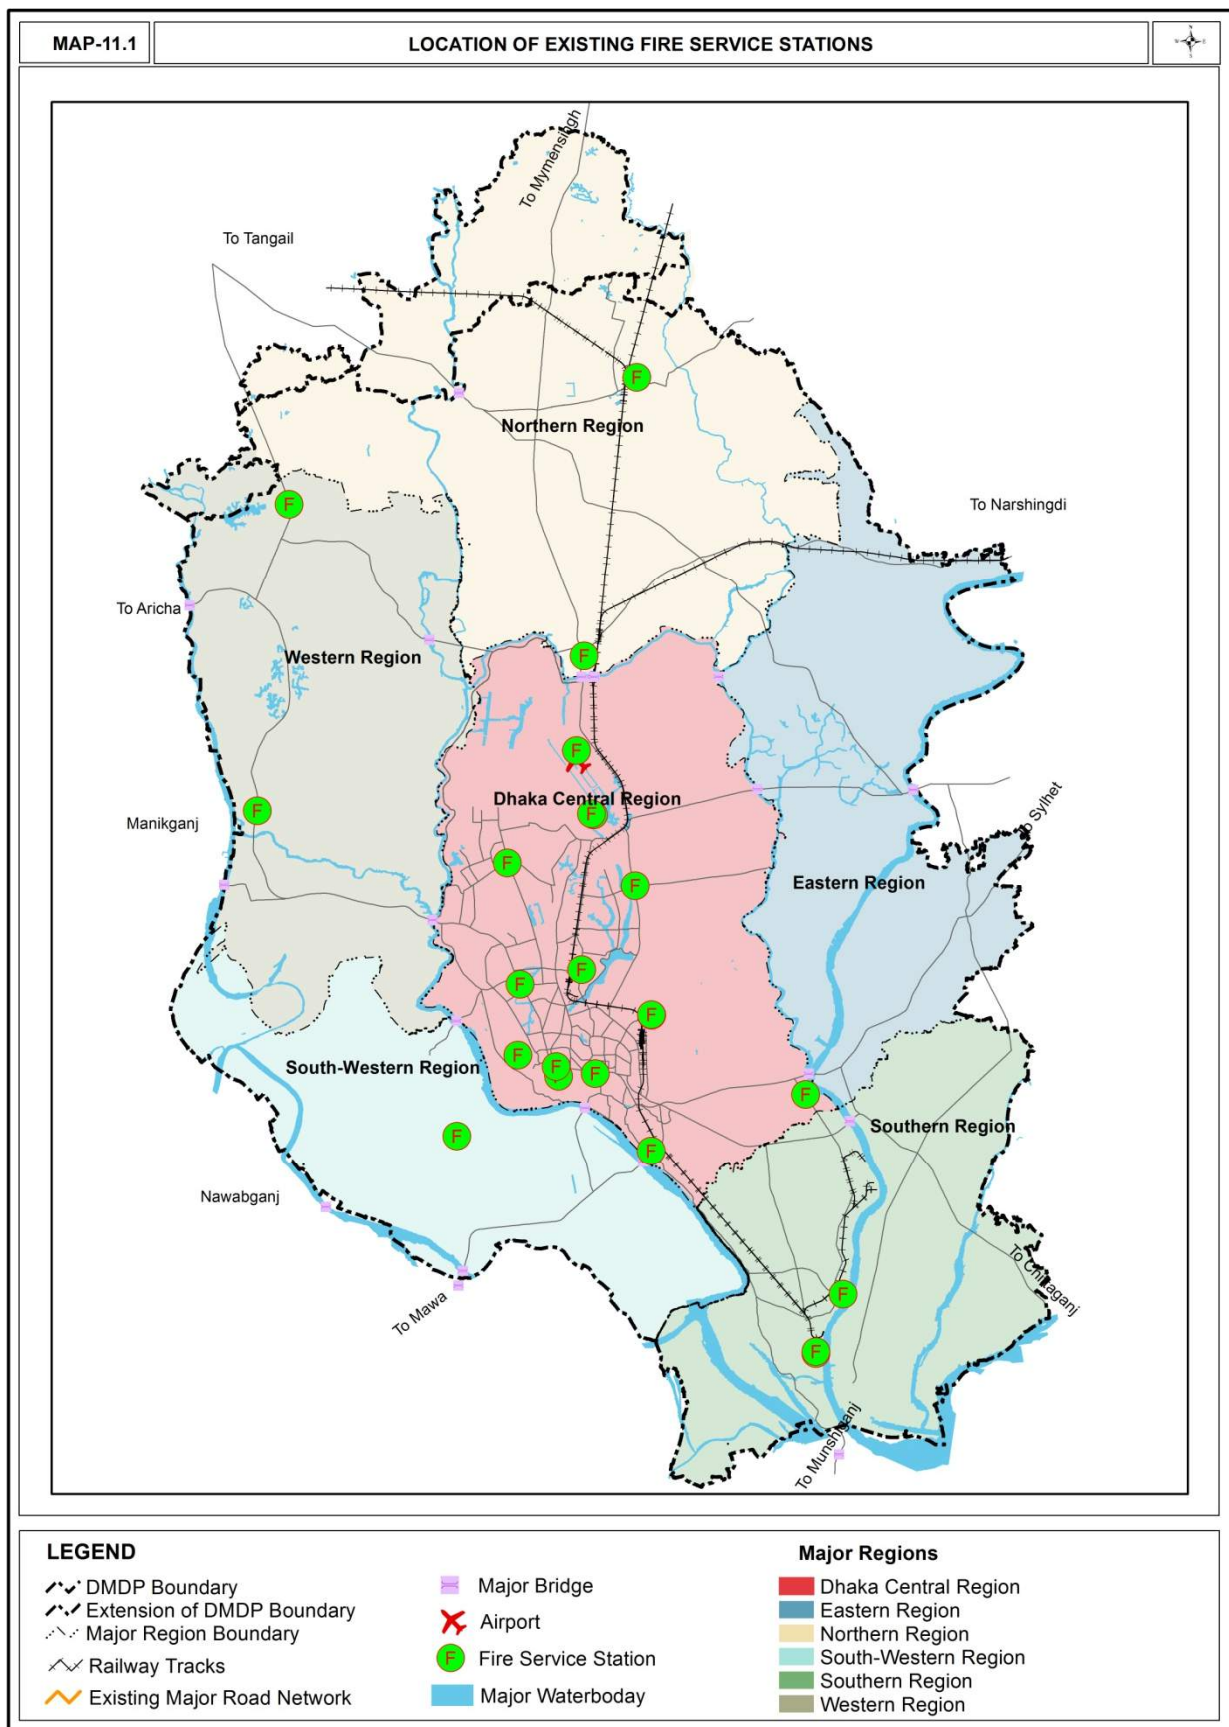 MAP-11.1
LOCATION OF EXISTING FIRE SERVICE STATIONS
To Mymensingh
To Tangail
F
Northern Region
F
To Narshingdi
To Aricha
Western Region
F
F
Dhaka Central Region
F
F
Manikganj
To Sylhet
F
F
Eastern Region
F
F
F
South-Western Region
F
F
F
F
F
Southern Region
F
Nawabganj
To Chittaganj
F
To Mawa
F
To Munshiganj
LEGEND
DMDP Boundary
Extension of DMDP Boundary
Major Region Boundary
Railway Tracks
Existing Major Road Network
Major Bridge
Airport
F
Fire Service Station
Major Waterboday
Major Regions
Dhaka Central Region
Eastern Region
Northern Region
South-Western Region
Southern Region
Western Region